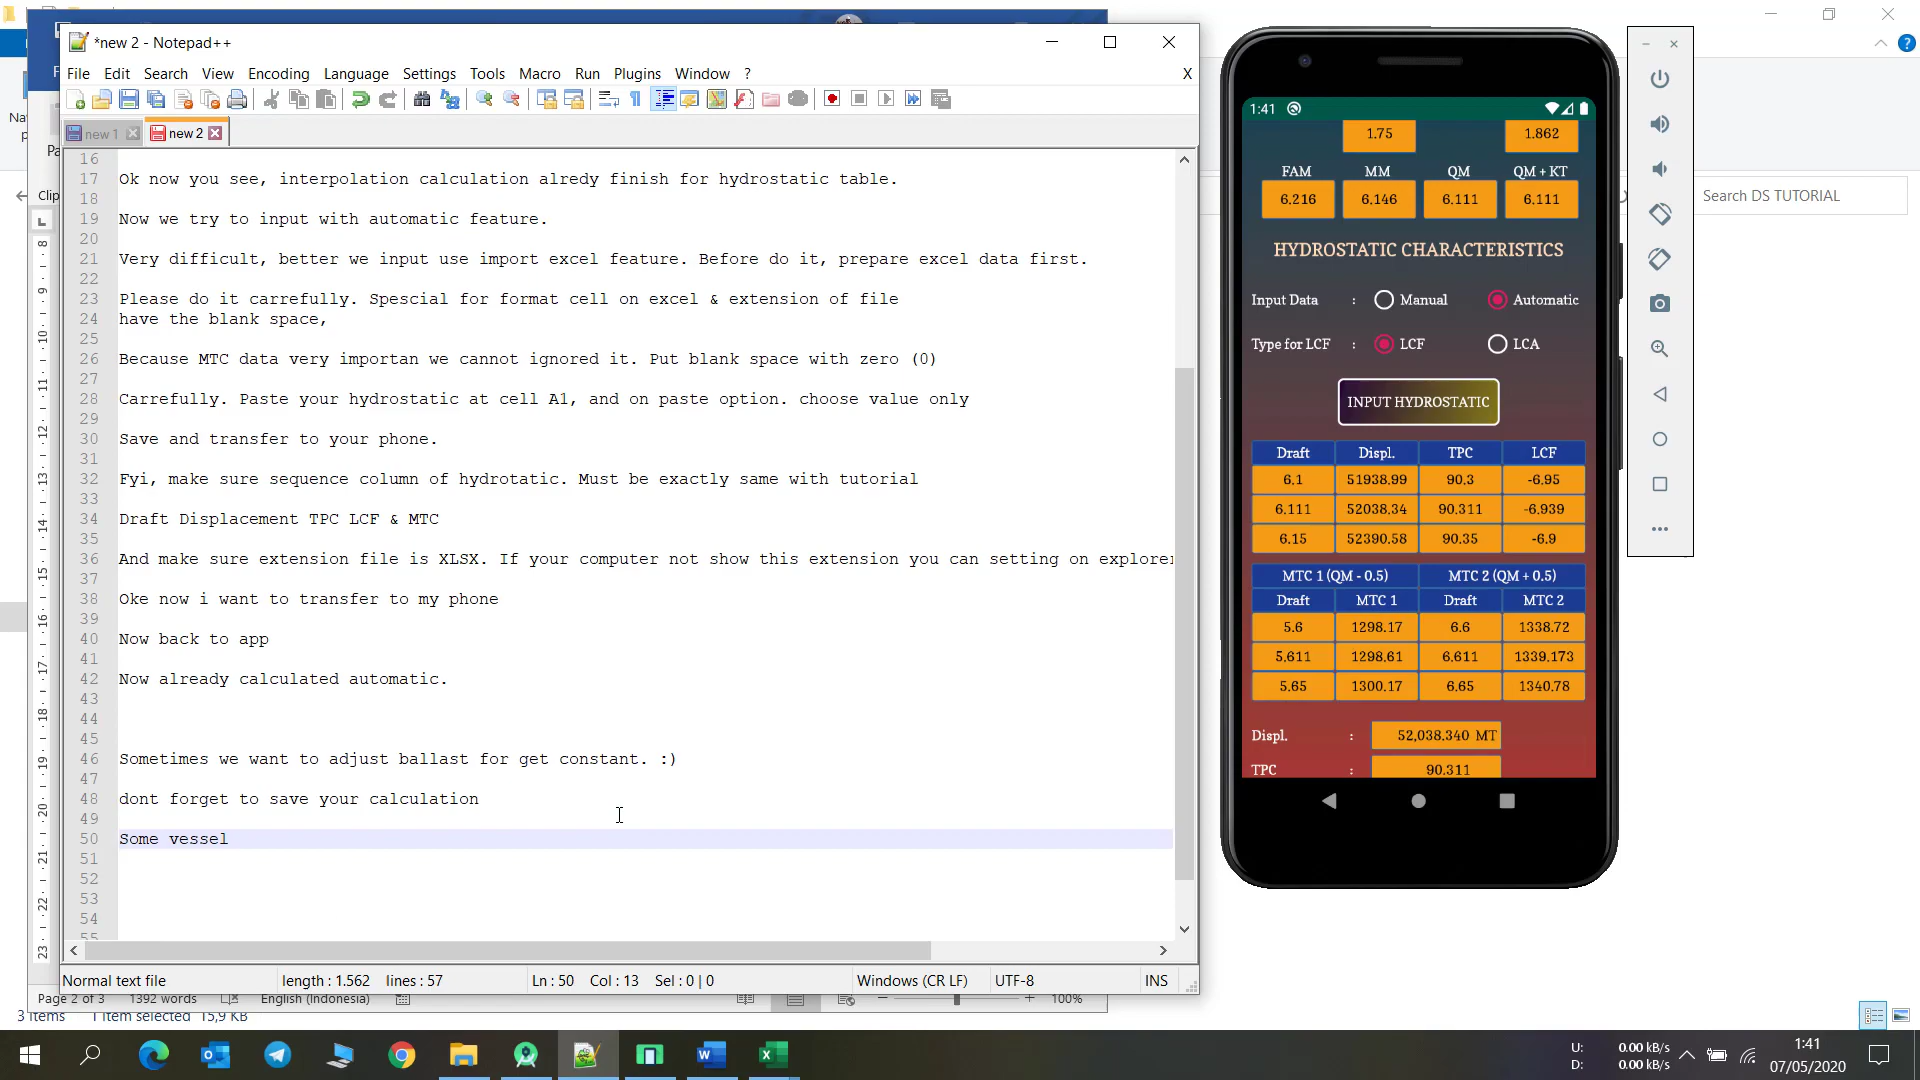 *new 2 - Notepad++
File Edit Search View Encoding Language Settings Tools Macro Run Plugins Window ? X
new 1 new 2
16
17 Ok now you see, interpolation calculation alredy finish for hydrostatic table.
18
19 Now we try to input with automatic feature.
20
21 Very difficult, better we input use import excel feature. Before do it, prepare excel data first.
22
23 Please do it carrefully. Spescial for format cell on excel & extension of file
24 have the blank space,
25
26 Because MTC data very importan we cannot ignored it. Put blank space with zero (0)
27
28 Carrefully. Paste your hydrostatic at cell A1, and on paste option. choose value only
29
30 Save and transfer to your phone.
31
32 Fyi, make sure sequence column of hydrotatic. Must be exactly same with tutorial
33
34 Draft Displacement TPC LCF & MTC
35
36 And make sure extension file is XLSX. If your computer not show this extension you can setting on explorer
37
38 Oke now i want to transfer to my phone
39
40 Now back to app
41
42 Now already calculated automatic.
43
44
45
46 Sometimes we want to adjust ballast for get constant. :)
47
48 dont forget to save your calculation
49
50 Some vessel
51
52
53
54
55
Normal text file length : 1.562 lines : 57 Ln : 50 Col : 13 Sel : 0 | 0 Windows (CR LF) UTF-8 INS
Page 2 of 3 1392 words English (Indonesia) 100%
3 items 1 item selected 15,9 KB
Clip
8
9
10
11
12
13
14
15
16
17
18
19
20
21
22
23
Search DS TUTORIAL
1:41
1.75 1.862
FAM MM QM QM + KT
6.216 6.146 6.111 6.111
HYDROSTATIC CHARACTERISTICS
Input Data : Manual Automatic
Type for LCF : LCF LCA
INPUT HYDROSTATIC
Draft Displ. TPC LCF
6.1 51938.99 90.3 -6.95
6.111 52038.34 90.311 -6.939
6.15 52390.58 90.35 -6.9
MTC 1 (QM - 0.5) MTC 2 (QM + 0.5)
Draft MTC 1 Draft MTC 2
5.6 1298.17 6.6 1338.72
5.611 1298.61 6.611 1339.173
5.65 1300.17 6.65 1340.78
Displ. : 52,038.340 MT
TPC : 90.311
U: 0.00 kB/s
D: 0.00 kB/s
1:41
07/05/2020